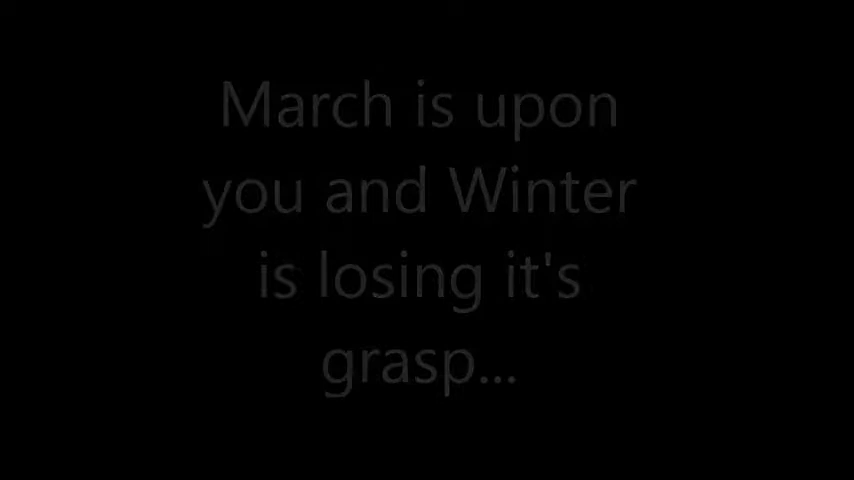 March is upon
you and Winter
is losing it's
grasp...